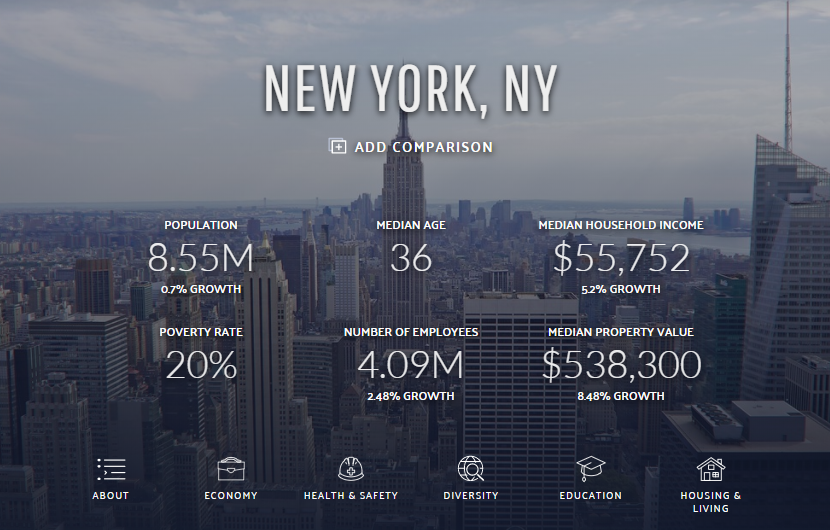 NEW YORK, NY
ADD COMPARISON
POPULATION
8.55M
0.7% GROWTH
MEDIAN AGE
36
MEDIAN HOUSEHOLD INCOME
$55,752
5.2% GROWTH
POVERTY RATE
20%
NUMBER OF EMPLOYEES
4.09M
2.48% GROWTH
MEDIAN PROPERTY VALUE
$538,300
8.48% GROWTH
ABOUT
ECONOMY
HEALTH & SAFETY
DIVERSITY
EDUCATION
HOUSING &
LIVING